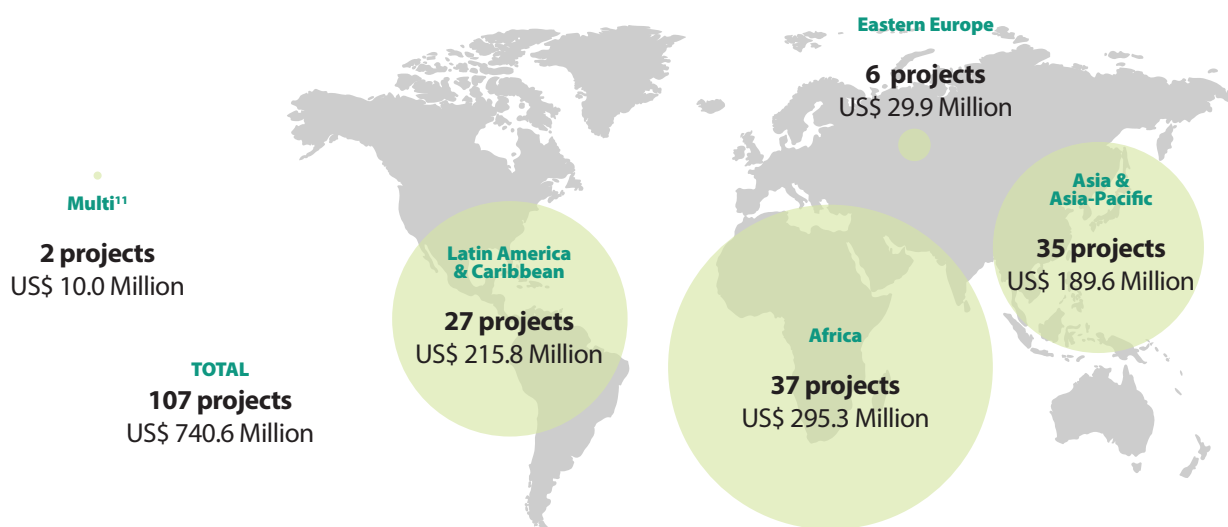 Eastern Europe
6 projects
US$ 29.9 Million
Multi¹¹
2 projects
US$ 10.0 Million
Latin America
& Caribbean
27 projects
US$ 215.8 Million
Africa
37 projects
US$ 295.3 Million
Asia &
Asia-Pacific
35 projects
US$ 189.6 Million
TOTAL
107 projects
US$ 740.6 Million